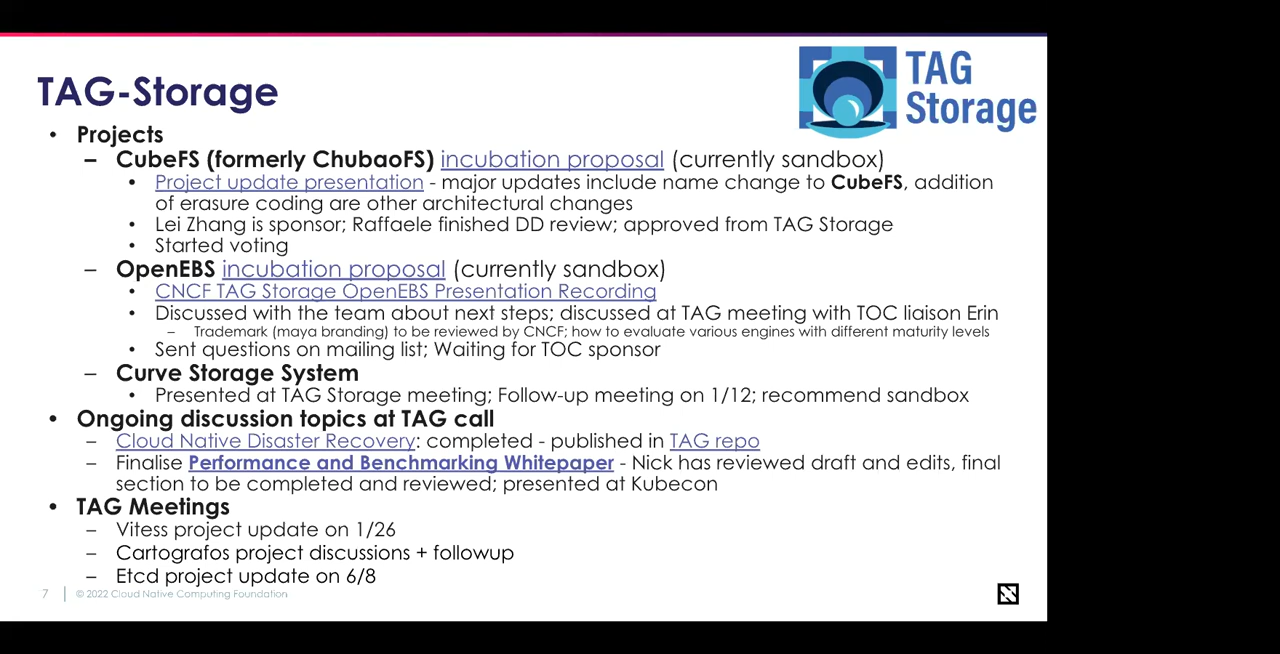 TAG
Storage
TAG-Storage
• Projects
– CubeFS (formerly ChubaoFS) incubation proposal (currently sandbox)
• Project update presentation - major updates include name change to CubeFS, addition
of erasure coding are other architectural changes
• Lei Zhang is sponsor; Raffaele finished DD review; approved from TAG Storage
• Started voting
– OpenEBS incubation proposal (currently sandbox)
• CNCF TAG Storage OpenEBS Presentation Recording
• Discussed with the team about next steps; discussed at TAG meeting with TOC liaison Erin
– Trademark (maya branding) to be reviewed by CNCF; how to evaluate various engines with different maturity levels
• Sent questions on mailing list; Waiting for TOC sponsor
– Curve Storage System
• Presented at TAG Storage meeting; Follow-up meeting on 1/12; recommend sandbox
• Ongoing discussion topics at TAG call
– Cloud Native Disaster Recovery: completed - published in TAG repo
– Finalise Performance and Benchmarking Whitepaper - Nick has reviewed draft and edits, final
section to be completed and reviewed; presented at Kubecon
• TAG Meetings
– Vitess project update on 1/26
– Cartografos project discussions + followup
– Etcd project update on 6/8
7 | © 2022 Cloud Native Computing Foundation